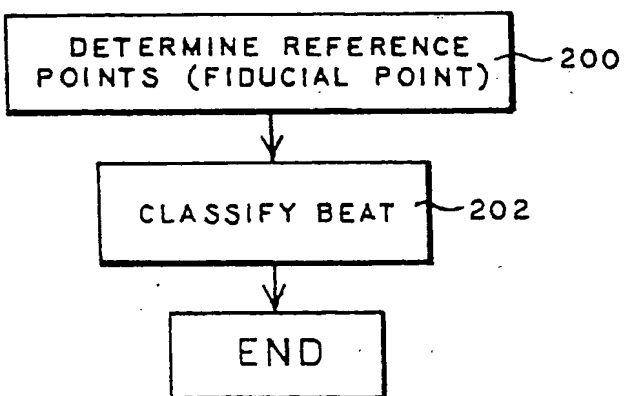 DETERMINE REFERENCE
POINTS (FIDUCIAL POINT)
200
CLASSIFY BEAT
202
END